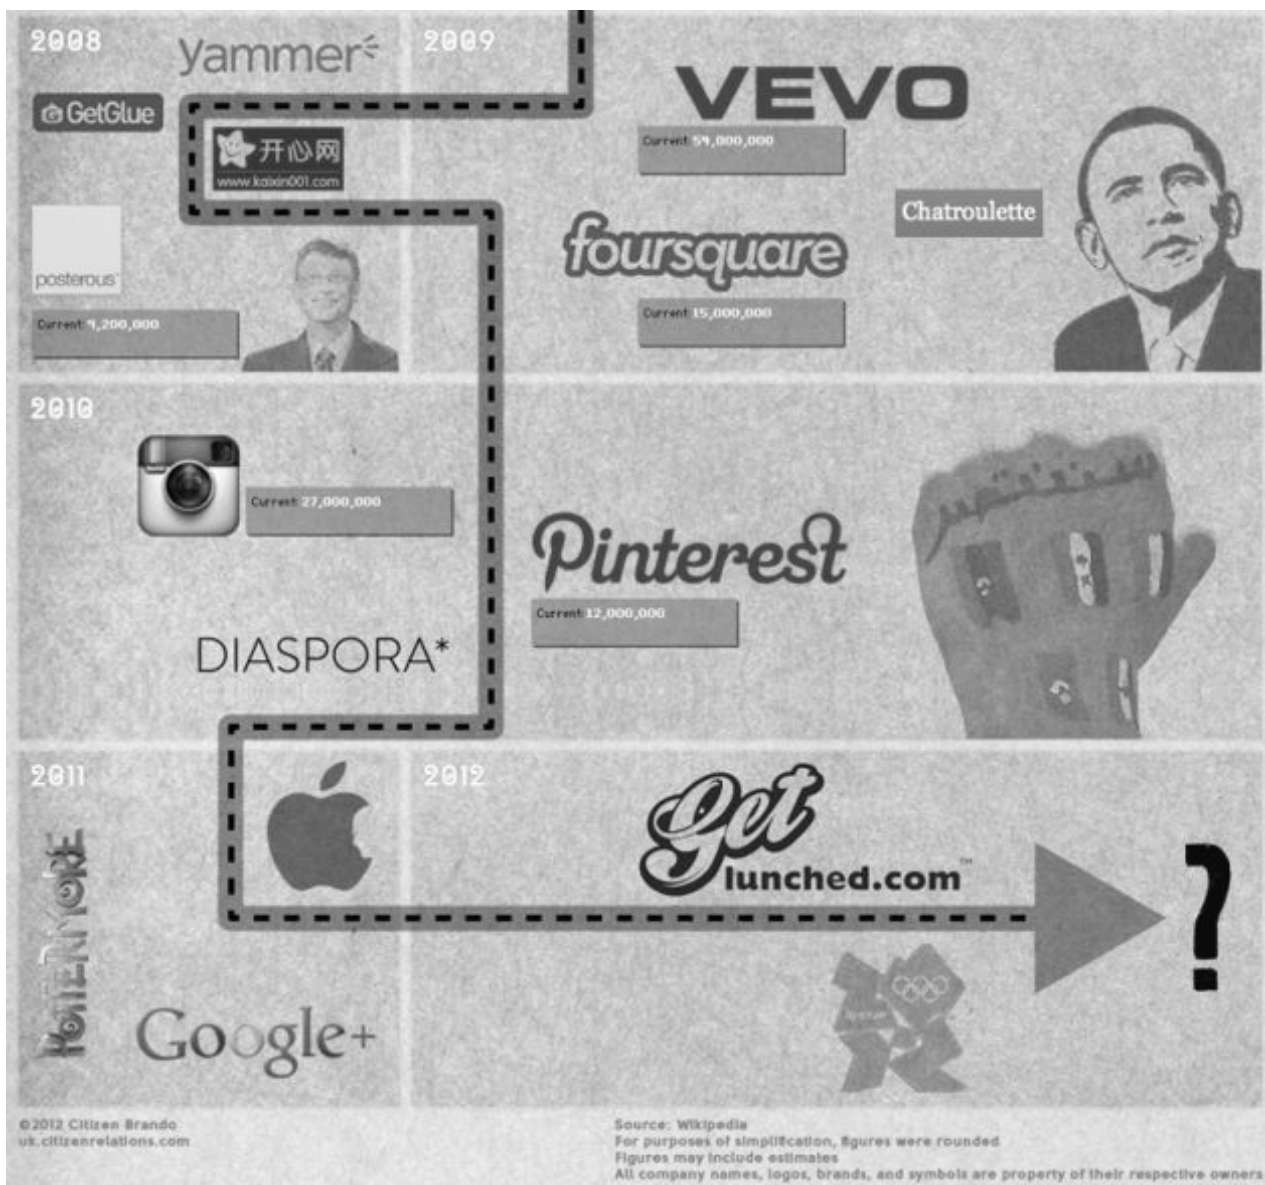 2008
yammer
GetGlue
开心网
www.kaixin001.com
posterous
Current: 9,200,000
2009
VEVO
Current: 59,000,000
Chatroulette
foursquare
Current: 15,000,000
2010
Current: 27,000,000
DIASPORA*
Pinterest
Current: 12,000,000
2011
Google+
2012
Get
lunched.com™
?
©2012 Citizen Brando
uk.citizenrelations.com
Source: Wikipedia
For purposes of simplification, figures were rounded
Figures may include estimates
All company names, logos, brands, and symbols are property of their respective owners